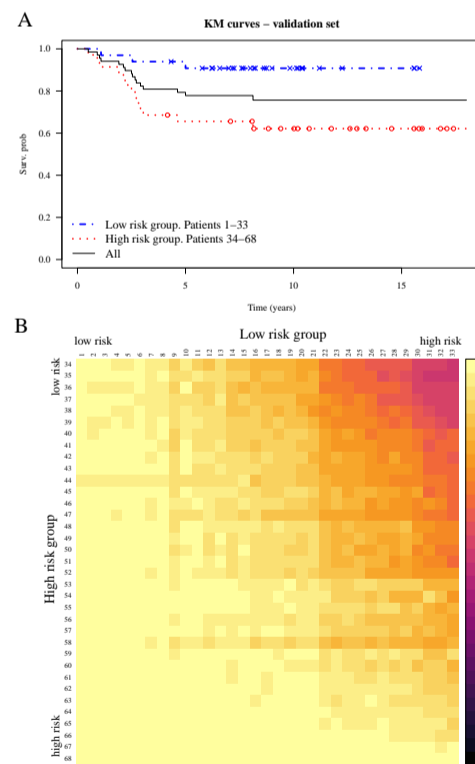 A
KM curves – validation set
Surv. prob
1.0
0.8
0.6
0.4
0.2
0.0
Low risk group. Patients 1–33
High risk group. Patients 34–68
All
0 5 10 15
Time (years)
B
Low risk group
low risk high risk
1 2 3 4 5 6 7 8 9 10 11 12 13 14 15 16 17 18 19 20 21 22 23 24 25 26 27 28 29 30 31 32 33
High risk group
low risk
high risk
34
35
36
37
38
39
40
41
42
43
44
45
46
47
48
49
50
51
52
53
54
55
56
57
58
59
60
61
62
63
64
65
66
67
68